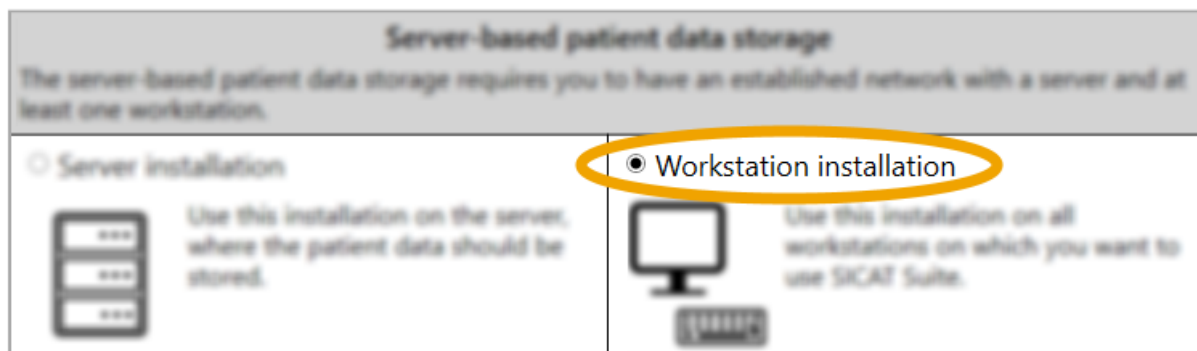 Server-based patient data storage
The server-based patient data storage requires you to have an established network with a server and at
least one workstation.
Server installation
Workstation installation
Use this installation on the server,
where the patient data should be
stored.
Use this installation on all
workstations on which you want to
use SICAT Suite.